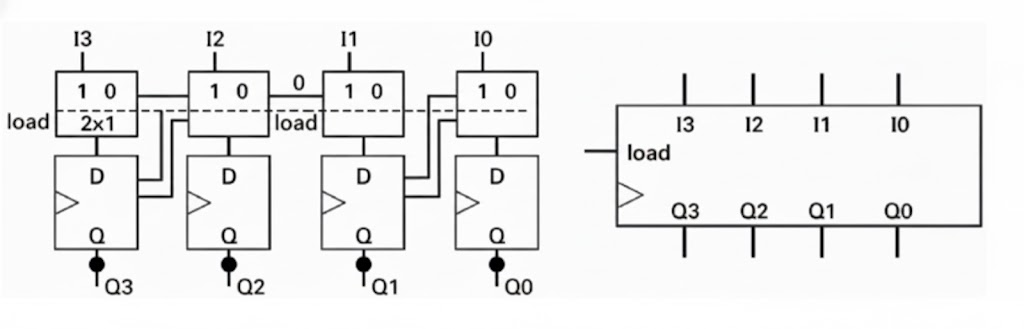 I3 I2 I1 I0
1 0 1 0 0 1 0 1 0
load 2x1 load
D D D D
Q Q Q Q
Q3 Q2 Q1 Q0
I3 I2 I1 I0
load
Q3 Q2 Q1 Q0